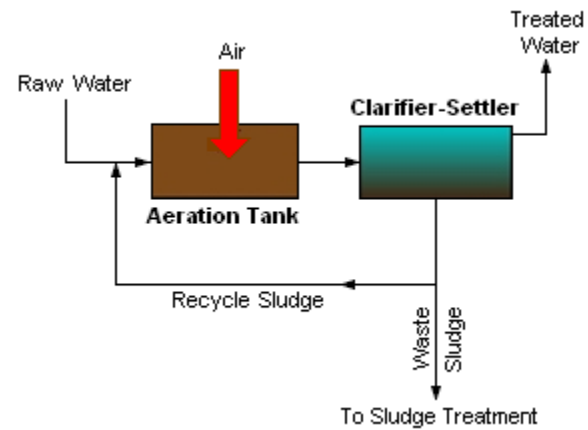 Treated
Water
Air
Raw Water
Clarifier-Settler
Aeration Tank
Recycle Sludge
Waste
Sludge
To Sludge Treatment